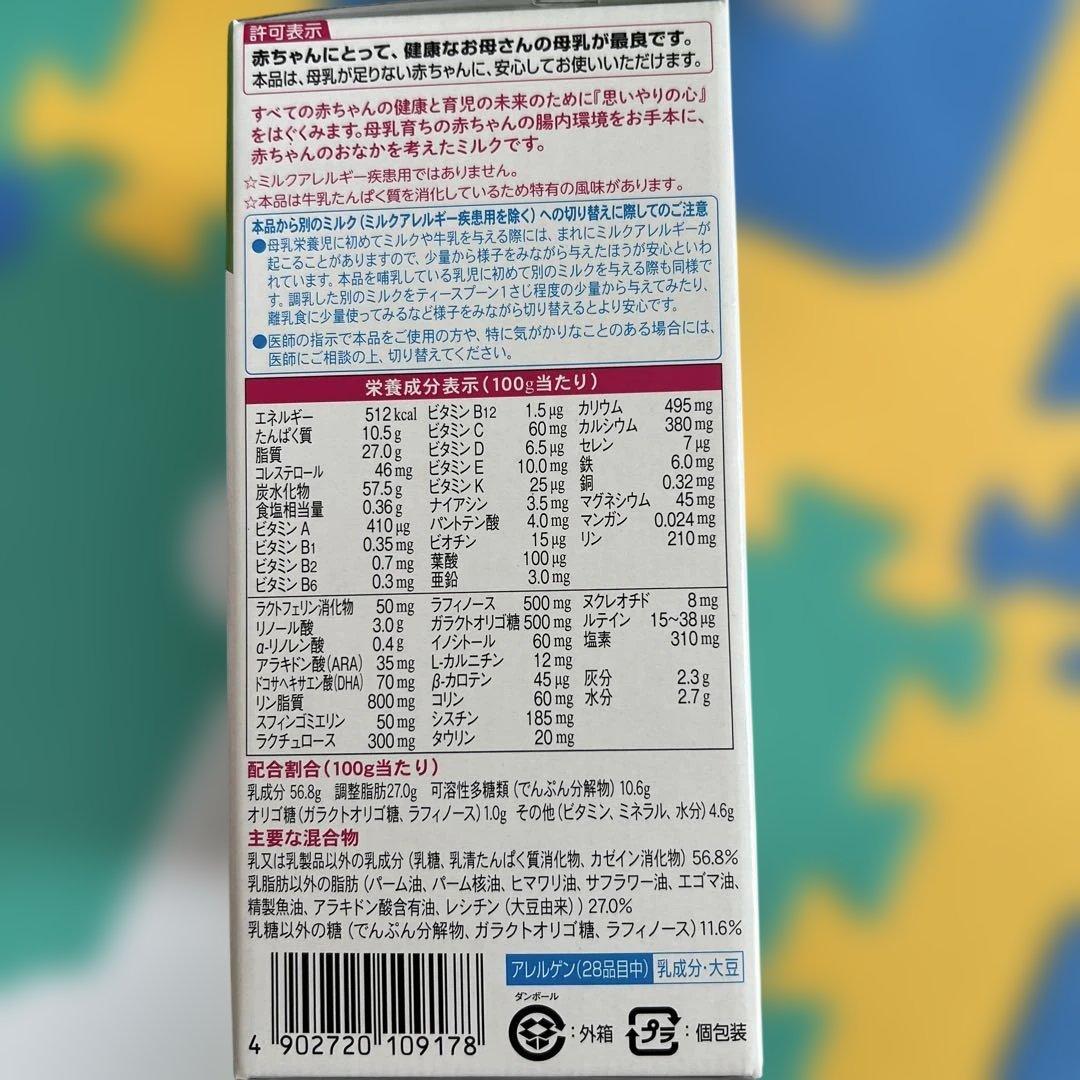 許可表示
赤ちゃんにとって、健康なお母さんの母乳が最良です。
本品は、母乳が足りない赤ちゃんに、安心してお使いいただけます。
すべての赤ちゃんの健康と育児の未来のために『思いやりの心』
をはぐくみます。母乳育ちの赤ちゃんの腸内環境をお手本に、
赤ちゃんのおなかを考えたミルクです。
☆ミルクアレルギー疾患用ではありません。
☆本品は牛乳たんぱく質を消化しているため特有の風味があります。
本品から別のミルク(ミルクアレルギー疾患用を除く)への切り替えに際してのご注意
●母乳栄養児に初めてミルクや牛乳を与える際には、まれにミルクアレルギーが
起こることがありますので、少量から様子をみながら与えたほうが安心といわ
れています。本品を哺乳している乳児に初めて別のミルクを与える際も同様で
す。調乳した別のミルクをティースプーン1さじ程度の少量から与えてみたり、
離乳食に少量使ってみるなど様子をみながら切り替えるとより安心です。
●医師の指示で本品をご使用の方や、特に気がかりなことのある場合には、
医師にご相談の上、切り替えてください。
栄養成分表示(100g当たり)
エネルギー 512kcal ビタミンB12 1.5μg カリウム 495mg
たんぱく質 10.5g ビタミンC 60mg カルシウム 380mg
脂質 27.0g ビタミンD 6.5μg セレン 7μg
コレステロール 46mg ビタミンE 10.0mg 鉄 6.0mg
炭水化物 57.5g ビタミンK 25μg 銅 0.32mg
食塩相当量 0.36g ナイアシン 3.5mg マグネシウム 45mg
ビタミンA 410μg パントテン酸 4.0mg マンガン 0.024mg
ビタミンB1 0.35mg ビオチン 15μg リン 210mg
ビタミンB2 0.7mg 葉酸 100μg
ビタミンB6 0.3mg 亜鉛 3.0mg
ラクトフェリン消化物 50mg ラフィノース 500mg ヌクレオチド 8mg
リノール酸 3.0g ガラクトオリゴ糖 500mg ルテイン 15~38μg
α-リノレン酸 0.4g イノシトール 60mg 塩素 310mg
アラキドン酸(ARA) 35mg L-カルニチン 12mg
ドコサヘキサエン酸(DHA) 70mg β-カロテン 45μg 灰分 2.3g
リン脂質 800mg コリン 60mg 水分 2.7g
スフィンゴミエリン 50mg シスチン 185mg
ラクチュロース 300mg タウリン 20mg
配合割合(100g当たり)
乳成分 56.8g 調整脂肪27.0g 可溶性多糖類(でんぷん分解物)10.6g
オリゴ糖(ガラクトオリゴ糖、ラフィノース)1.0g その他(ビタミン、ミネラル、水分)4.6g
主要な混合物
乳又は乳製品以外の乳成分(乳糖、乳清たんぱく質消化物、カゼイン消化物)56.8%
乳脂肪以外の脂肪(パーム油、パーム核油、ヒマワリ油、サフラワー油、エゴマ油、
精製魚油、アラキドン酸含有油、レシチン(大豆由来))27.0%
乳糖以外の糖(でんぷん分解物、ガラクトオリゴ糖、ラフィノース)11.6%
アレルゲン(28品目中) 乳成分・大豆
ダンボール
:外箱 プラ :個包装
4 902720 109178